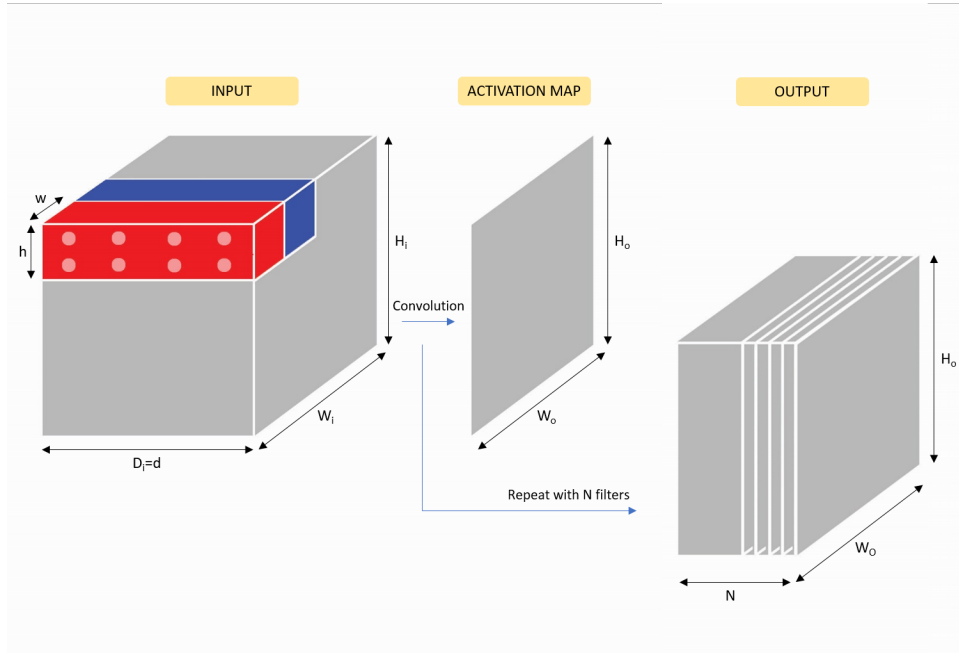 INPUT
ACTIVATION MAP
OUTPUT
w
h
Hi
Wi
Di=d
Convolution
Ho
Wo
Repeat with N filters
Ho
WO
N